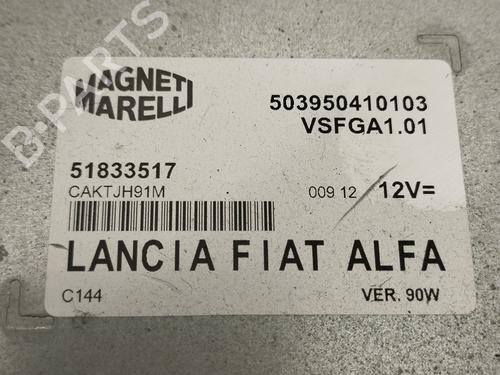 MAGNETI
MARELLI
503950410103
VSFGA1.01
51833517
CAKTJH91M
009 12
12V=
LANCIA FIAT ALFA
C144
VER. 90W
B-PARTS